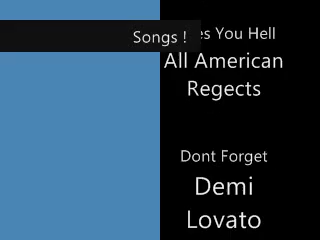 Songs !
You Hell
All American
Regects
Dont Forget
Demi
Lovato